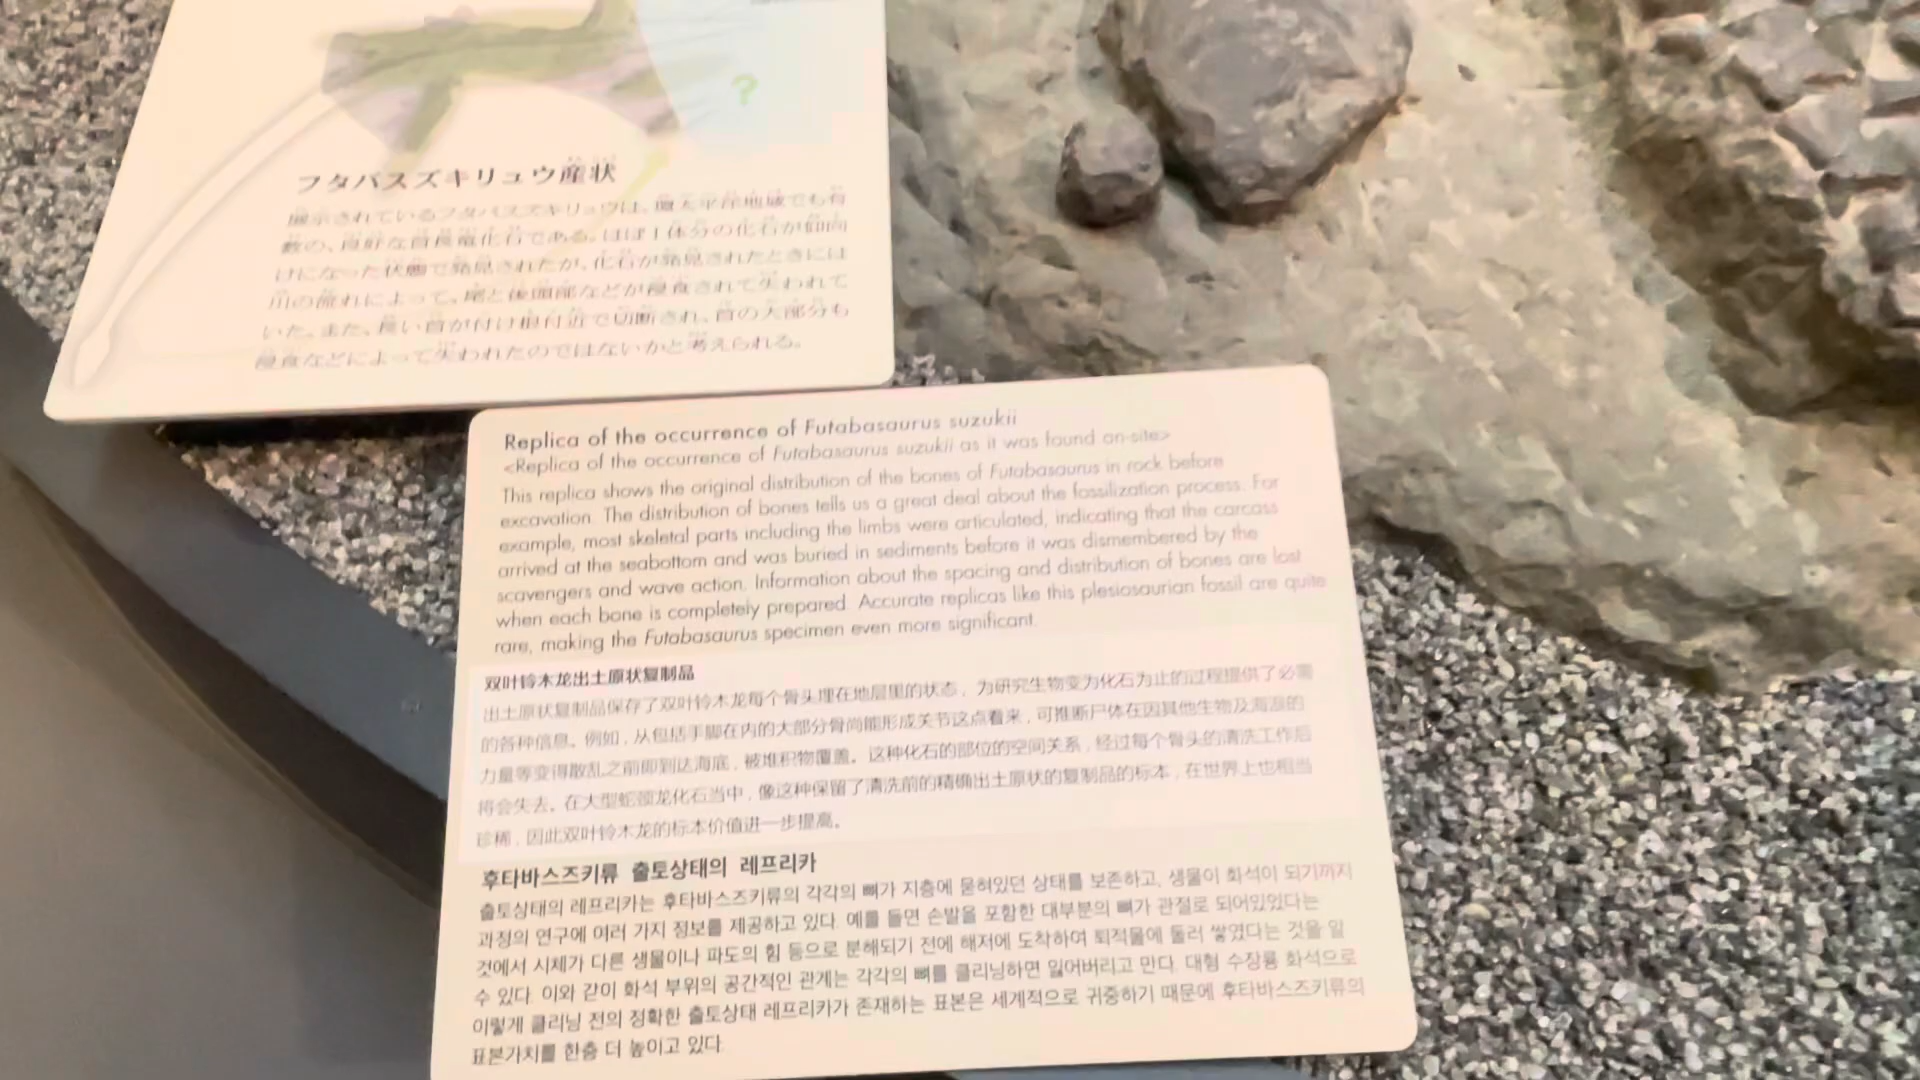 ?
フタバスズキリュウ産状
展示されているフタバスズキリュウは、環太平洋地域でも有
数の、良好な首長竜化石である。ほぼ1体分の化石が仰向
けになった状態で発見されたが、化石が発見されたときには
川の流れによって、尾と後頭部などが侵食されて失われて
いた。また、長い首が付け根付近で切断され、首の大部分も
侵食などによって失われたのではないかと考えられる。
Replica of the occurrence of Futabasaurus suzukii
<Replica of the occurrence of Futabasaurus suzukii as it was found on-site>
This replica shows the original distribution of the bones of Futabasaurus in rock before
excavation. The distribution of bones tells us a great deal about the fossilization process. For
example, most skeletal parts including the limbs were articulated, indicating that the carcass
arrived at the seabottom and was buried in sediments before it was dismembered by the
scavengers and wave action. Information about the spacing and distribution of bones are lost
when each bone is completely prepared. Accurate replicas like this plesiosaurian fossil are quite
rare, making the Futabasaurus specimen even more significant.
双叶铃木龙出土原状复制品
出土原状复制品保存了双叶铃木龙每个骨头埋在地层里的状态，为研究生物变为化石为止的过程提供了必需
的各种信息。例如，从包括手脚在内的大部分骨尚能形成关节这点看来，可推断尸体在因其他生物及海浪的
力量等变得散乱之前即到达海底，被堆积物覆盖。这种化石的部位的空间关系，经过每个骨头的清洗工作后
将会失去。在大型蛇颈龙化石当中，像这种保留了清洗前的精确出土原状的复制品的标本，在世界上也相当
珍稀，因此双叶铃木龙的标本价值进一步提高。
후타바스즈키류 출토상태의 레프리카
출토상태의 레프리카는 후타바스즈키류의 각각의 뼈가 지층에 묻혀있던 상태를 보존하고, 생물이 화석이 되기까지
과정의 연구에 여러 가지 정보를 제공하고 있다. 예를 들면 손발을 포함한 대부분의 뼈가 관절로 되어있었다는
것에서 시체가 다른 생물이나 파도의 힘 등으로 분해되기 전에 해저에 도착하여 퇴적물에 둘러 쌓였다는 것을 알
수 있다. 이와 같이 화석 부위의 공간적인 관계는 각각의 뼈를 클리닝하면 잃어버리고 만다. 대형 수장룡 화석으로
이렇게 클리닝 전의 정확한 출토상태 레프리카가 존재하는 표본은 세계적으로 귀중하기 때문에 후타바스즈키류의
표본가치를 한층 더 높이고 있다.